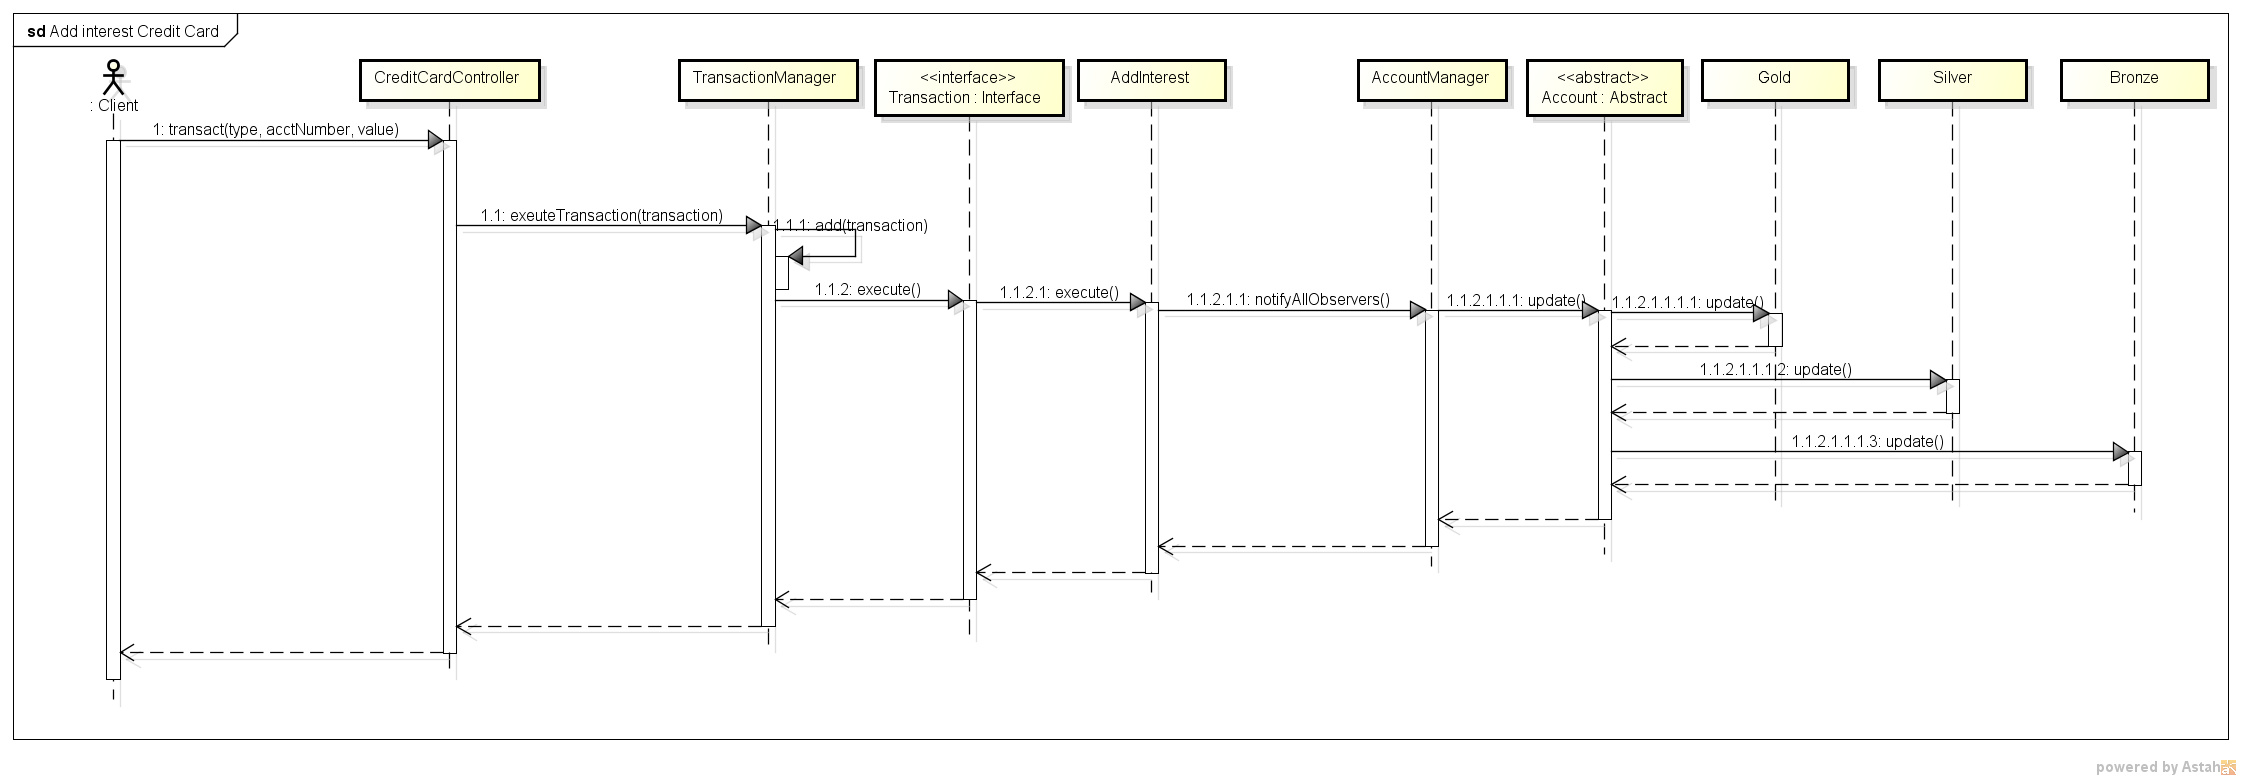 sd Add interest Credit Card
: Client
CreditCardController
TransactionManager
<<interface>>
Transaction : Interface
AddInterest
AccountManager
<<abstract>>
Account : Abstract
Gold
Silver
Bronze
1: transact(type, acctNumber, value)
1.1: exeuteTransaction(transaction)
1.1.1: add(transaction)
1.1.2: execute()
1.1.2.1: execute()
1.1.2.1.1: notifyAllObservers()
1.1.2.1.1.1: update()
1.1.2.1.1.1.1: update()
1.1.2.1.1.1.2: update()
1.1.2.1.1.1.3: update()
powered by Astah